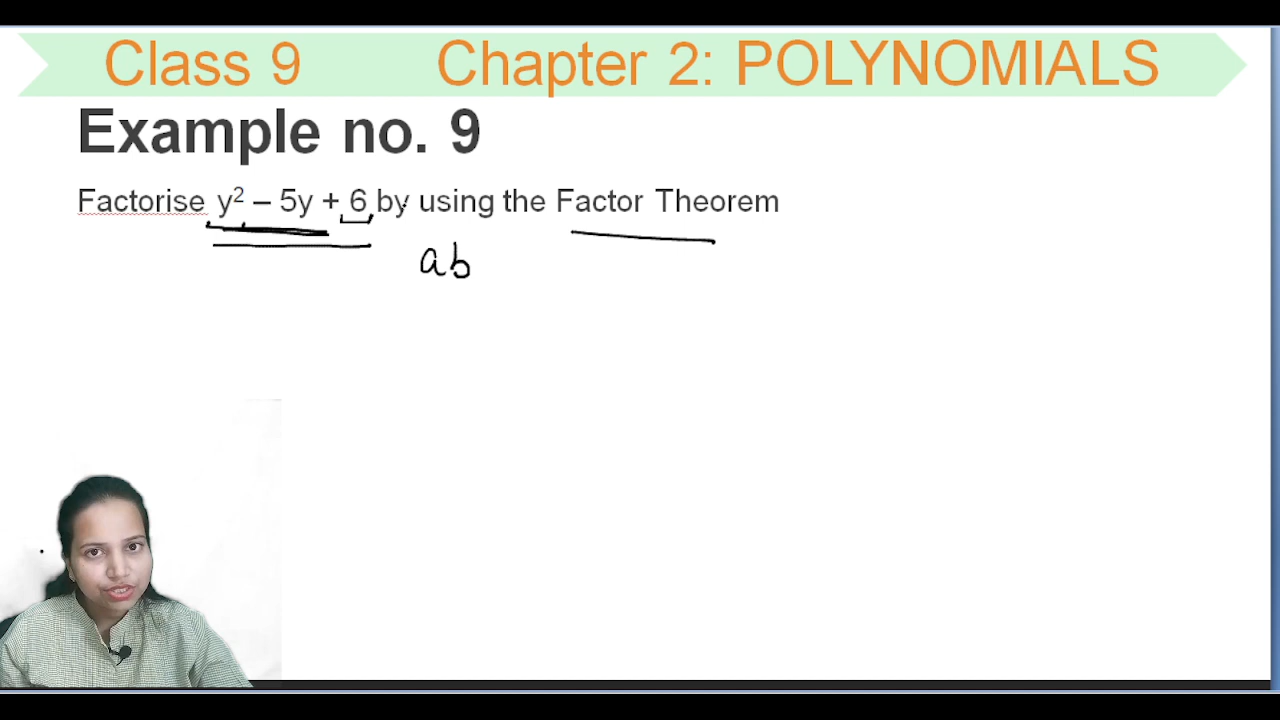 Class 9 Chapter 2: POLYNOMIALS
Example no. 9
Factorise y² – 5y + 6 by using the Factor Theorem
ab